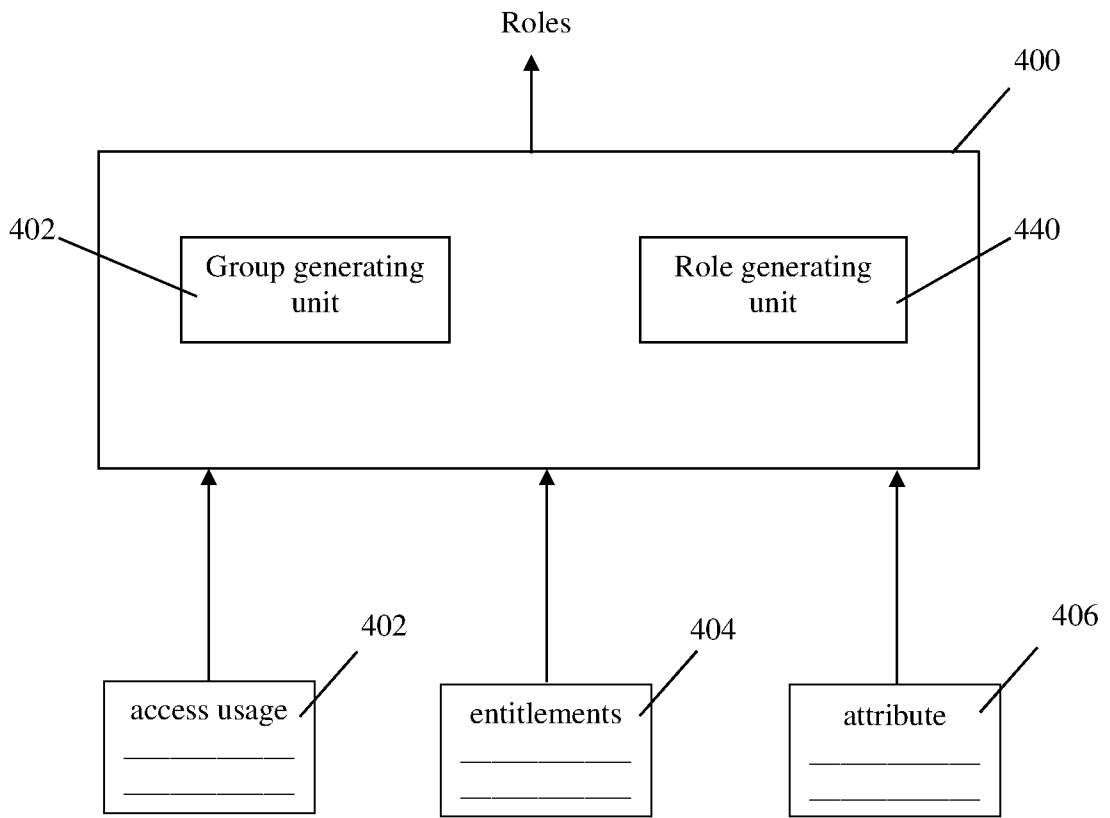 Roles
400
402
440
Group generating
unit
Role generating
unit
402
404
406
access usage
entitlements
attribute